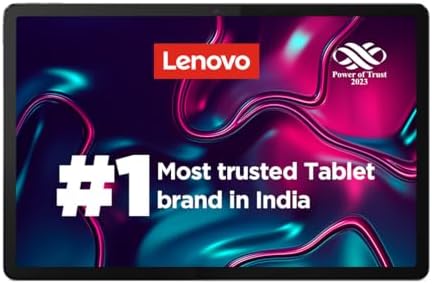 Lenovo
Power of Trust
2023
#1 Most trusted Tablet
brand in India